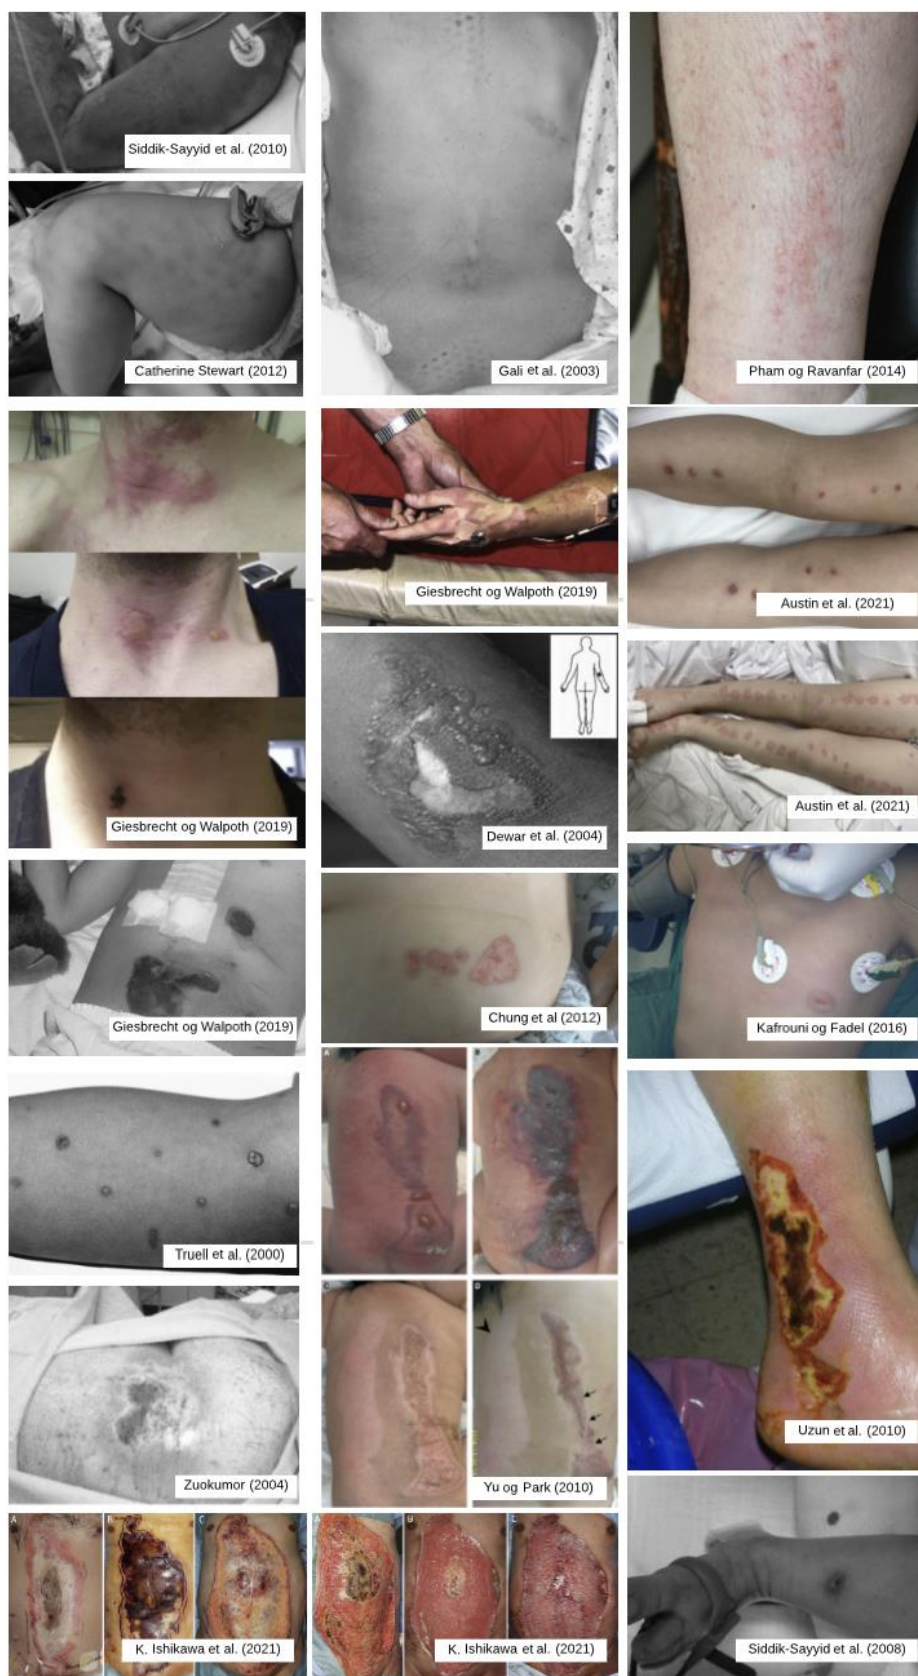 Siddik-Sayyid et al. (2010)
Catherine Stewart (2012)
Gali et al. (2003)
Pham og Ravanfar (2014)
Giesbrecht og Walpoth (2019)
Austin et al. (2021)
Giesbrecht og Walpoth (2019)
Dewar et al. (2004)
Austin et al. (2021)
Giesbrecht og Walpoth (2019)
Chung et al (2012)
Kafrouni og Fadel (2016)
Truell et al. (2000)
A
B
C
D
Yu og Park (2010)
Uzun et al. (2010)
Zuokumor (2004)
A
B
C
K. Ishikawa et al. (2021)
K. Ishikawa et al. (2021)
Siddik-Sayyid et al. (2008)